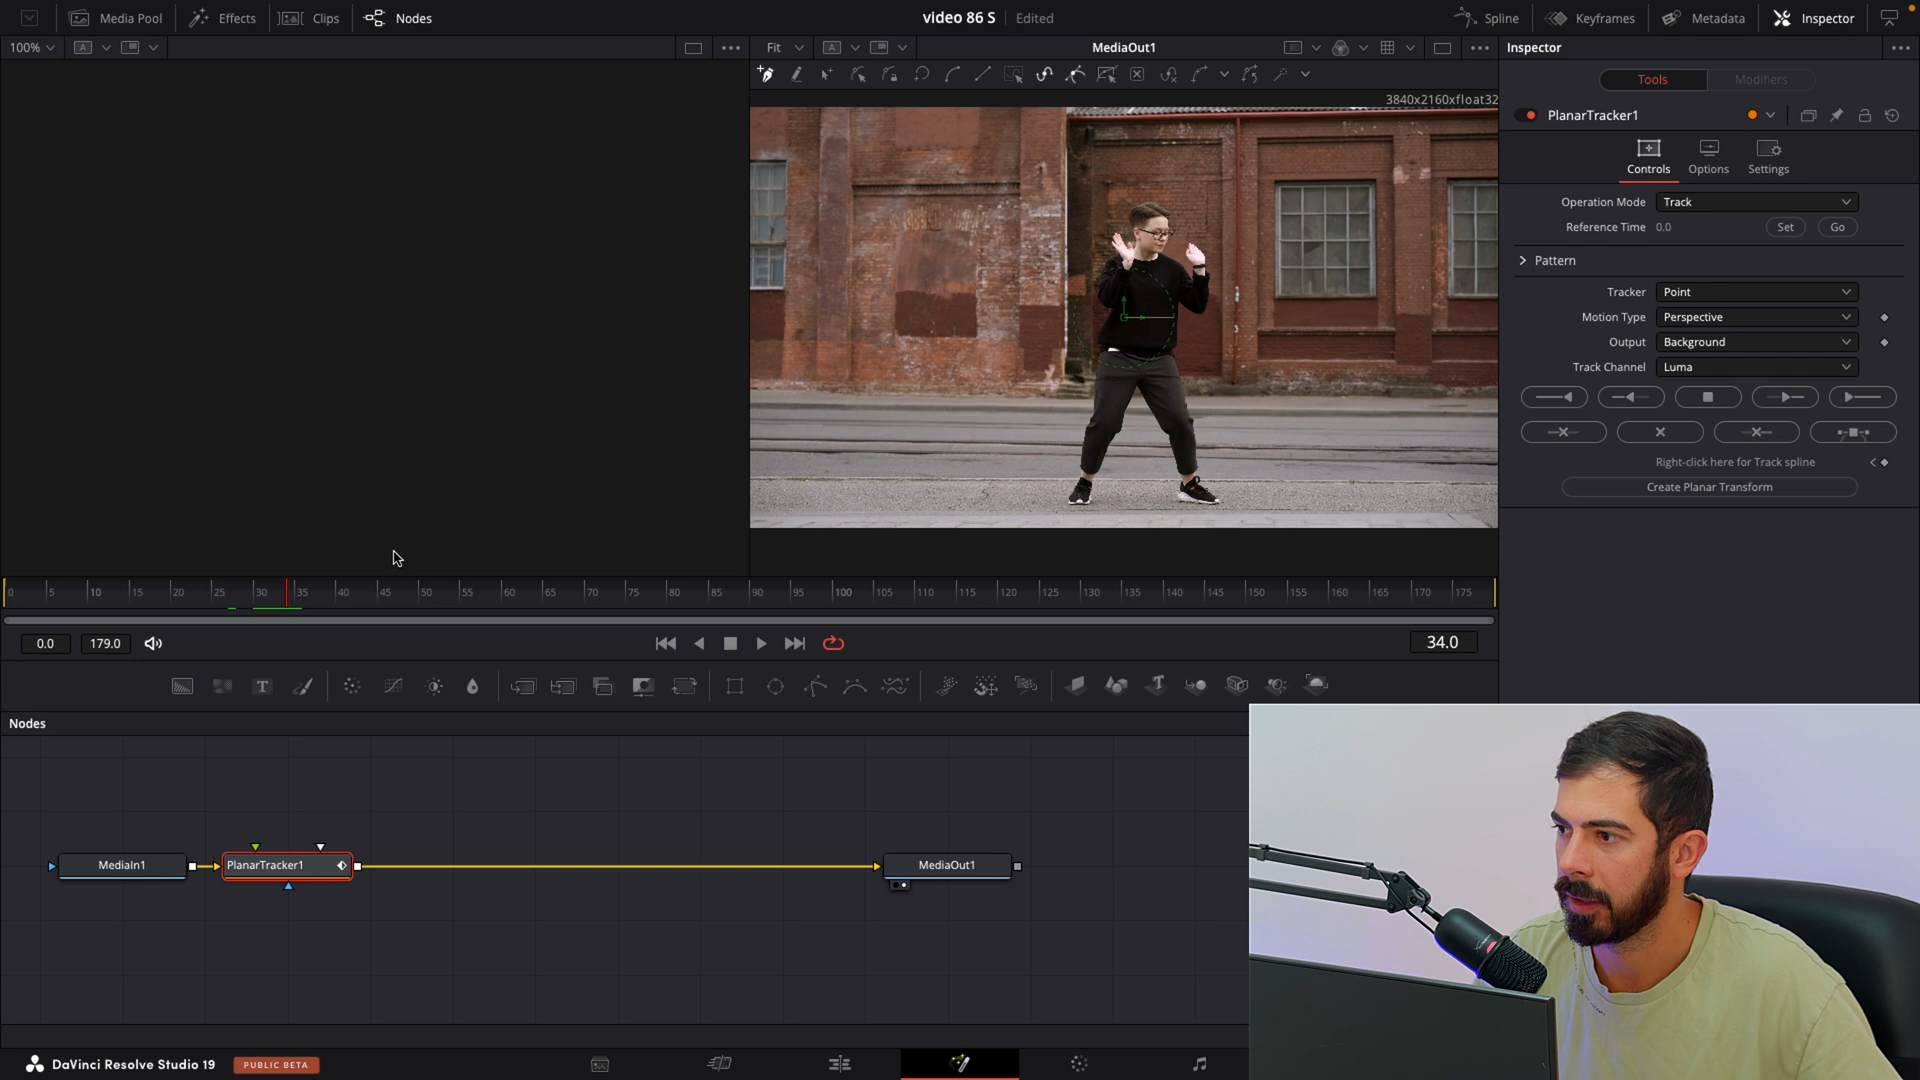 Media Pool
Effects
Clips
Nodes
video 86 S
Edited
Spline
Keyframes
Metadata
Inspector
100%
A
Fit
A
MediaOut1
Inspector
3840x2160xfloat32
Tools
Modifiers
PlanarTracker1
Controls
Options
Settings
Operation Mode
Track
Reference Time
0.0
Set
Go
Pattern
Tracker
Point
Motion Type
Perspective
Output
Background
Track Channel
Luma
Right-click here for Track spline
Create Planar Transform
0 5 10 15 20 25 30 35 40 45 50 55 60 65 70 75 80 85 90 95 100 105 110 115 120 125 130 135 140 145 150 155 160 165 170 175
0.0
179.0
34.0
T
T
Nodes
MediaIn1
PlanarTracker1
MediaOut1
DaVinci Resolve Studio 19
PUBLIC BETA